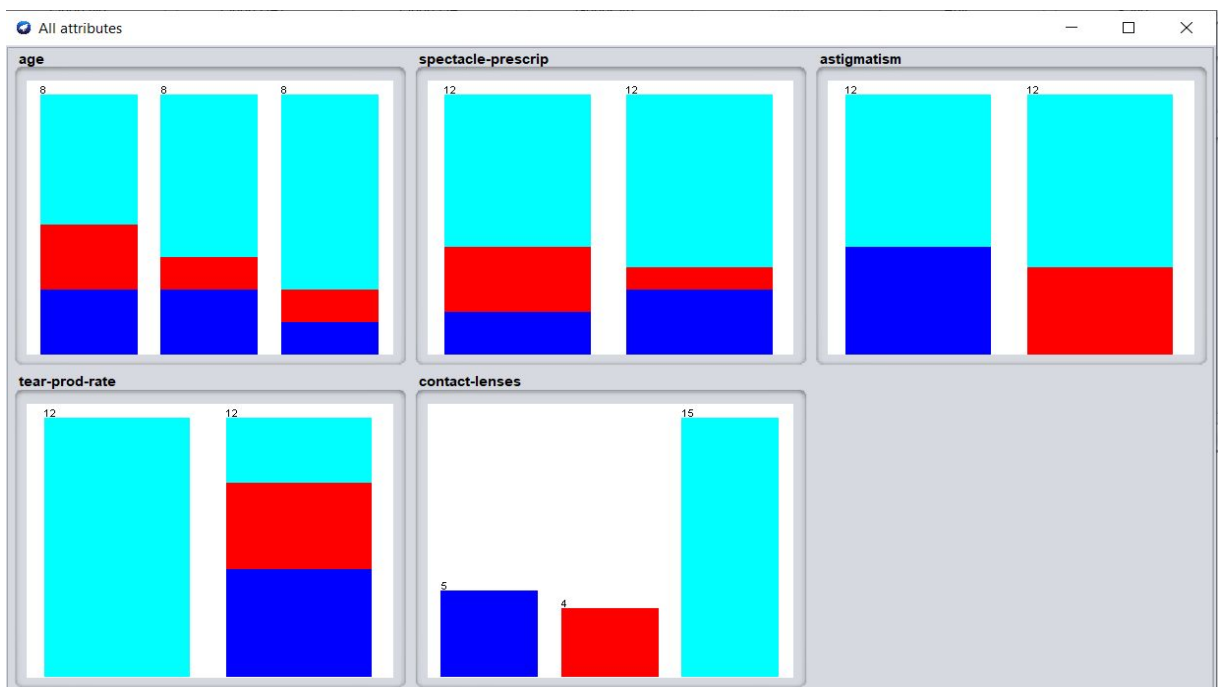 All attributes
age
spectacle-prescrip
astigmatism
8 8 8
12 12
12 12
tear-prod-rate
contact-lenses
12 12
15
5
4